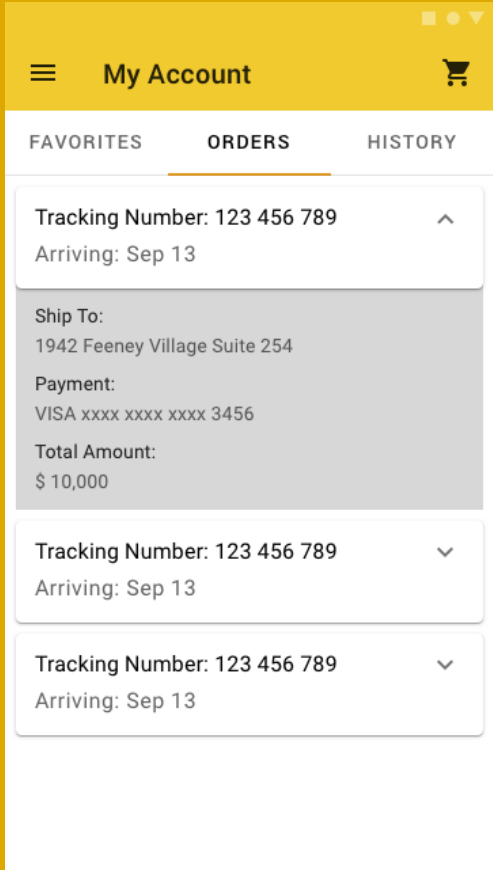 My Account
FAVORITES ORDERS HISTORY
Tracking Number: 123 456 789
Arriving: Sep 13
Ship To:
1942 Feeney Village Suite 254
Payment:
VISA xxxx xxxx xxxx 3456
Total Amount:
$ 10,000
Tracking Number: 123 456 789
Arriving: Sep 13
Tracking Number: 123 456 789
Arriving: Sep 13